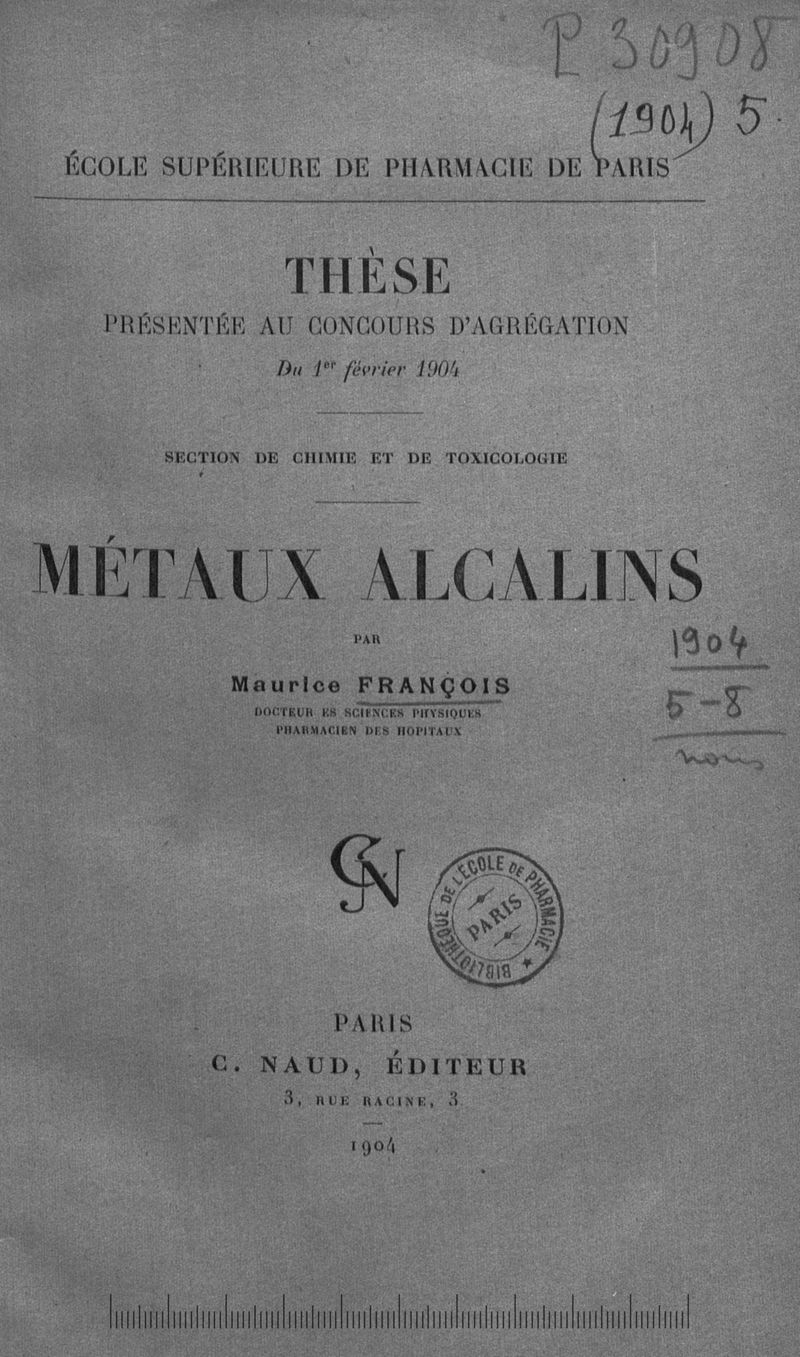 P 30908
(1904) 5
ÉCOLE SUPÉRIEURE DE PHARMACIE DE PARIS
THÈSE
PRÉSENTÉE AU CONCOURS D'AGRÉGATION
Du 1er février 1904
SECTION DE CHIMIE ET DE TOXICOLOGIE
MÉTAUX ALCALINS
PAR
1904
Maurice FRANÇOIS
5-8
DOCTEUR ES SCIENCES PHYSIQUES
PHARMACIEN DES HOPITAUX
CN
BIBLIOTHÈQUE DE L'ÉCOLE DE PHARMACIE
PARIS
PARIS
C. NAUD, ÉDITEUR
3, RUE RACINE, 3
1904